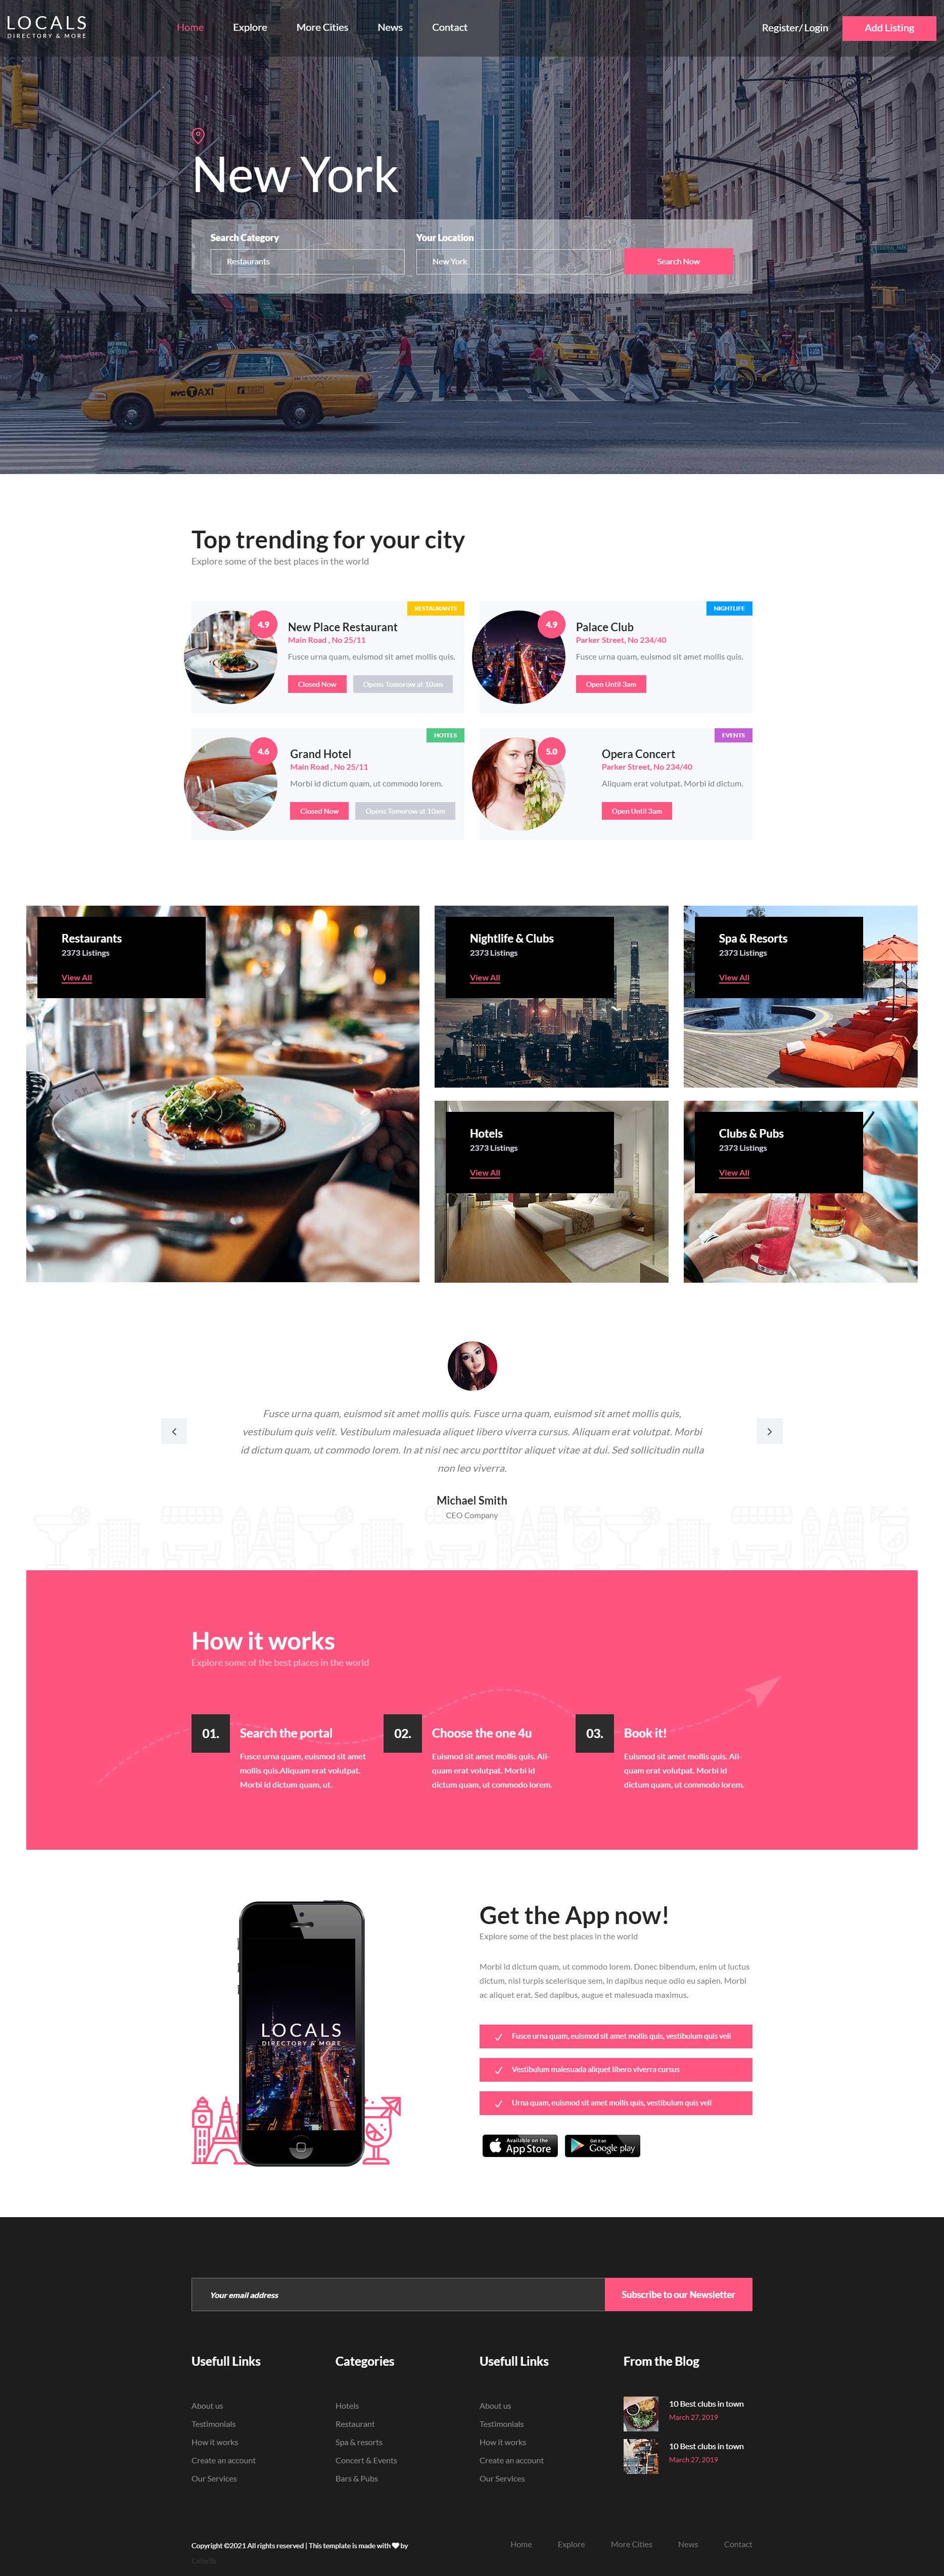 LOCALS
DIRECTORY & MORE
Home
Explore
More Cities
News
Contact
Register/ Login
Add Listing
New York
Search Category
Your Location
Restaurants
New York
Search Now
NYC TAXI
Top trending for your city
Explore some of the best places in the world
RESTAURANTS
4.9
New Place Restaurant
Main Road , No 25/11
Fusce urna quam, euismod sit amet mollis quis.
Closed Now
Opens Tomorow at 10am
NIGHTLIFE
4.9
Palace Club
Parker Street, No 234/40
Fusce urna quam, euismod sit amet mollis quis.
Open Until 3am
HOTELS
4.6
Grand Hotel
Main Road , No 25/11
Morbi id dictum quam, ut commodo lorem.
Closed Now
Opens Tomorow at 10am
EVENTS
5.0
Opera Concert
Parker Street, No 234/40
Aliquam erat volutpat. Morbi id dictum.
Open Until 3am
Restaurants
2373 Listings
View All
Nightlife & Clubs
2373 Listings
View All
Spa & Resorts
2373 Listings
View All
Hotels
2373 Listings
View All
Clubs & Pubs
2373 Listings
View All
Fusce urna quam, euismod sit amet mollis quis. Fusce urna quam, euismod sit amet mollis quis,
vestibulum quis velit. Vestibulum malesuada aliquet libero viverra cursus. Aliquam erat volutpat. Morbi
id dictum quam, ut commodo lorem. In at nisi nec arcu porttitor aliquet vitae at dui. Sed sollicitudin nulla
non leo viverra.
Michael Smith
CEO Company
How it works
Explore some of the best places in the world
01.
Search the portal
Fusce urna quam, euismod sit amet
mollis quis.Aliquam erat volutpat.
Morbi id dictum quam, ut.
02.
Choose the one 4u
Euismod sit amet mollis quis. Ali-
quam erat volutpat. Morbi id
dictum quam, ut commodo lorem.
03.
Book it!
Euismod sit amet mollis quis. Ali-
quam erat volutpat. Morbi id
dictum quam, ut commodo lorem.
LOCALS
DIRECTORY & MORE
Get the App now!
Explore some of the best places in the world
Morbi id dictum quam, ut commodo lorem. Donec bibendum, enim ut luctus
dictum, nisl turpis scelerisque sem, in dapibus neque odio eu sapien. Morbi
ac aliquet erat. Sed dapibus, augue et malesuada maximus.
Fusce urna quam, euismod sit amet mollis quis, vestibulum quis veli
Vestibulum malesuada aliquet libero viverra cursus
Urna quam, euismod sit amet mollis quis, vestibulum quis veli
Available on the
App Store
Get it on
Google play
Your email address
Subscribe to our Newsletter
Usefull Links
About us
Testimonials
How it works
Create an account
Our Services
Categories
Hotels
Restaurant
Spa & resorts
Concert & Events
Bars & Pubs
Usefull Links
About us
Testimonials
How it works
Create an account
Our Services
From the Blog
10 Best clubs in town
March 27, 2019
10 Best clubs in town
March 27, 2019
Copyright ©2021 All rights reserved | This template is made with ♥ by
Colorlib
Home
Explore
More Cities
News
Contact